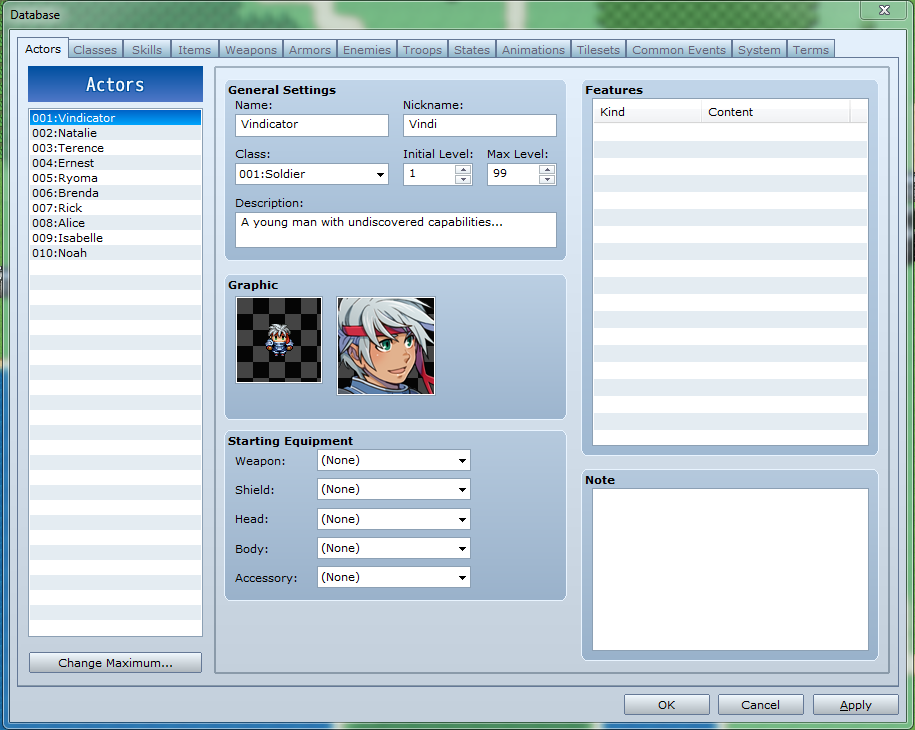 Database
Actors Classes Skills Items Weapons Armors Enemies Troops States Animations Tilesets Common Events System Terms
Actors
001:Vindicator
002:Natalie
003:Terence
004:Ernest
005:Ryoma
006:Brenda
007:Rick
008:Alice
009:Isabelle
010:Noah
Change Maximum...
General Settings
Name: Nickname:
Vindicator Vindi
Class: Initial Level: Max Level:
001:Soldier 1 99
Description:
A young man with undiscovered capabilities...
Graphic
Starting Equipment
Weapon: (None)
Shield: (None)
Head: (None)
Body: (None)
Accessory: (None)
Features
Kind Content
Note
OK Cancel Apply